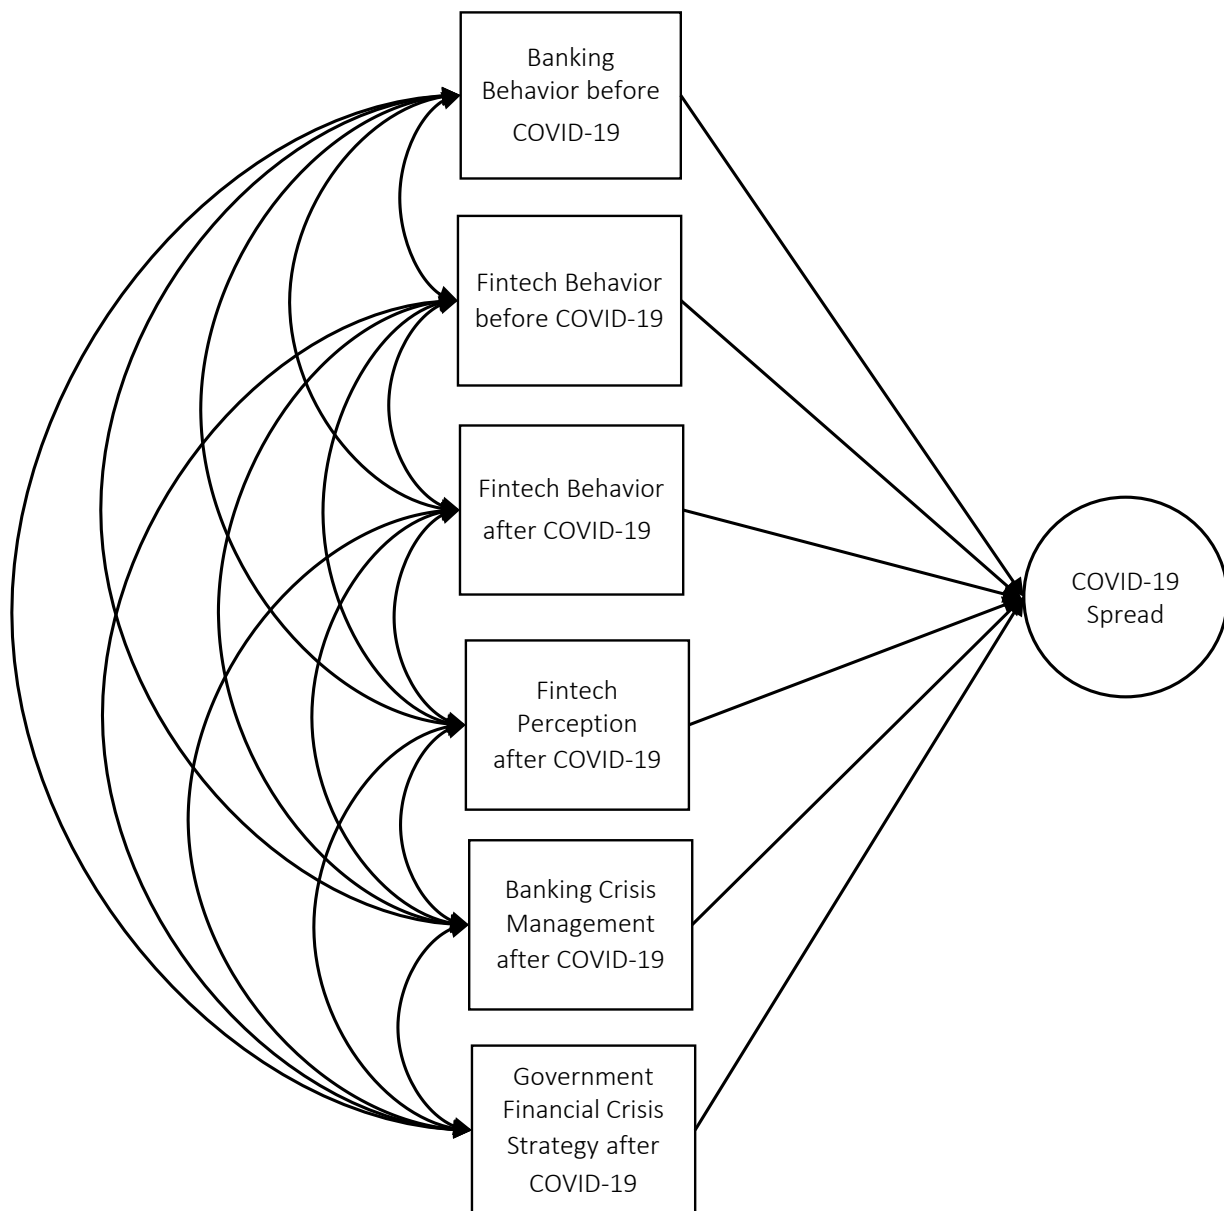 Banking
Behavior before
COVID-19
Fintech Behavior
before COVID-19
Fintech Behavior
after COVID-19
Fintech
Perception
after COVID-19
Banking Crisis
Management
after COVID-19
Government
Financial Crisis
Strategy after
COVID-19
COVID-19
Spread